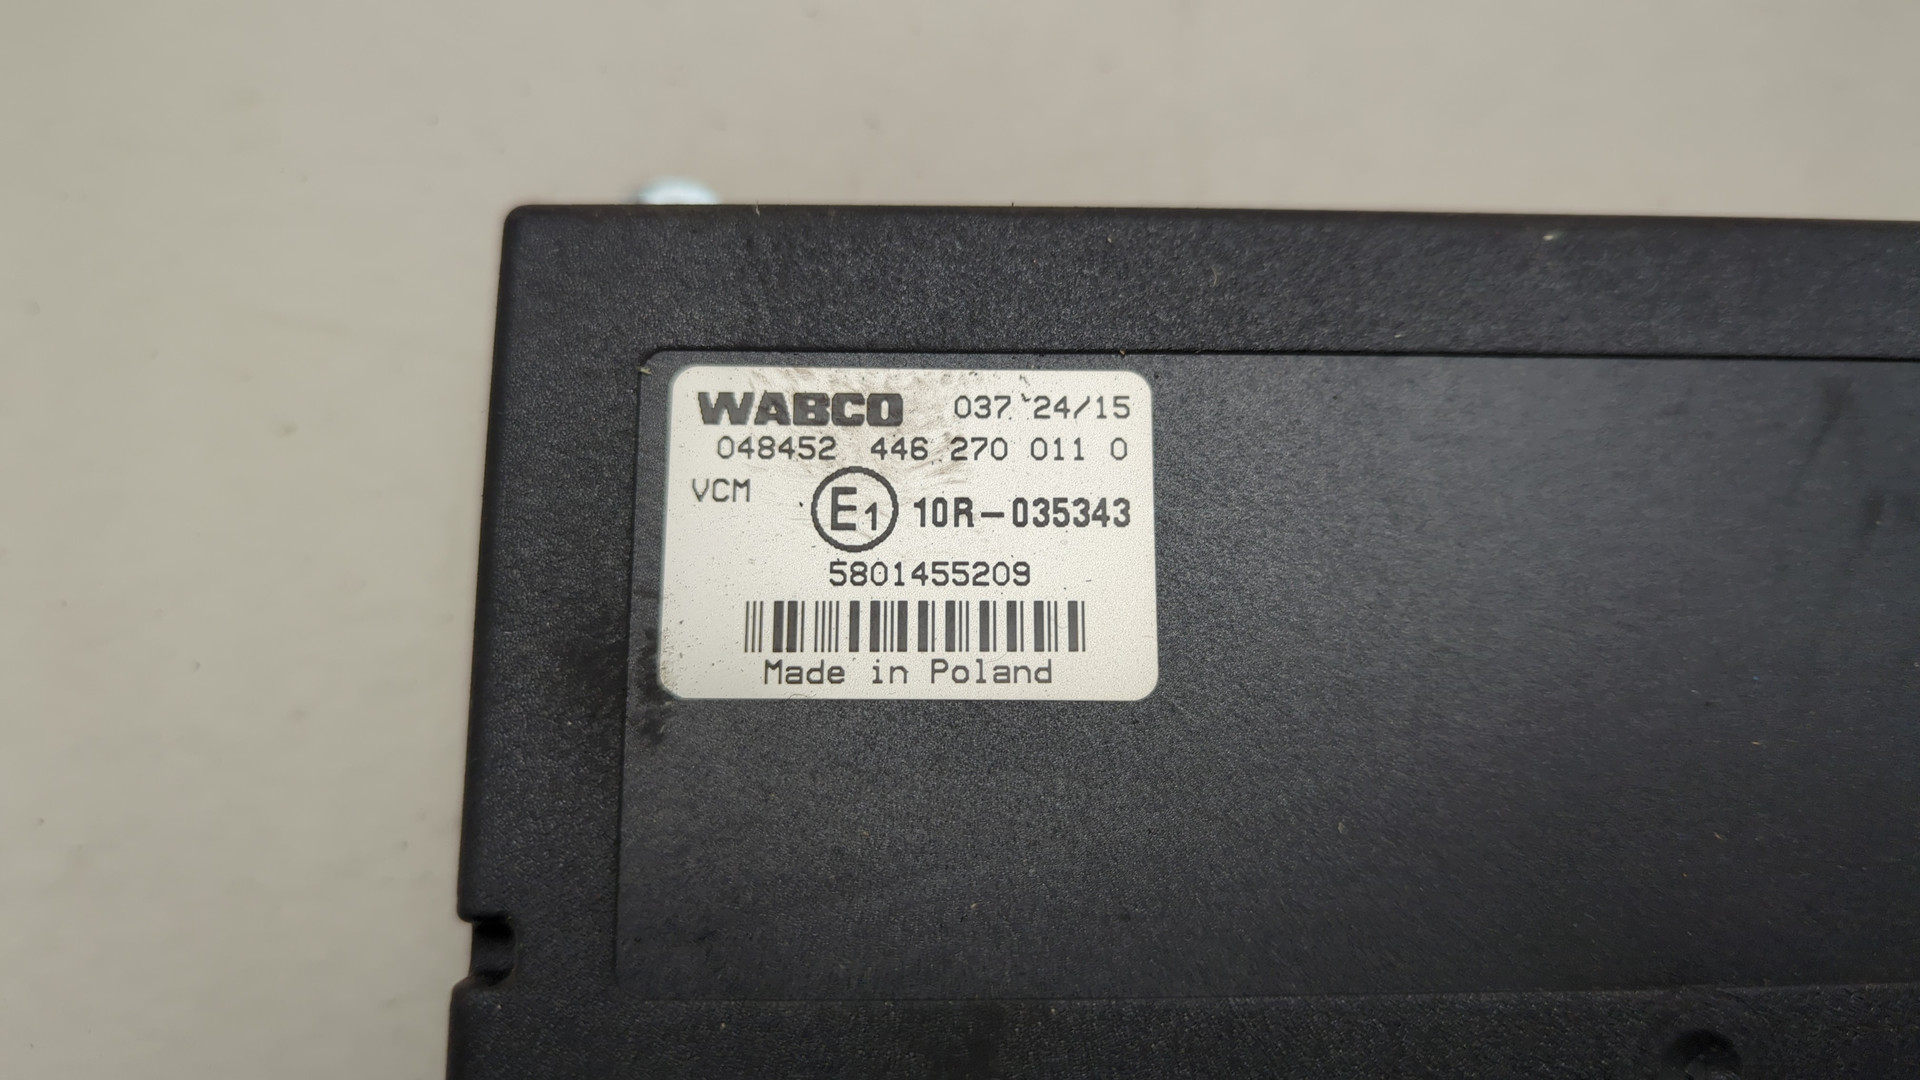 WABCO 037 24/15
048452 446 270 011 0
VCM E1 10R-035343
5801455209
Made in Poland